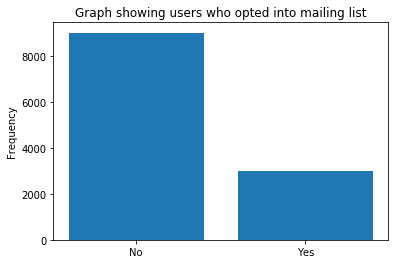 Graph showing users who opted into mailing list
Frequency
8000
6000
4000
2000
0
No Yes